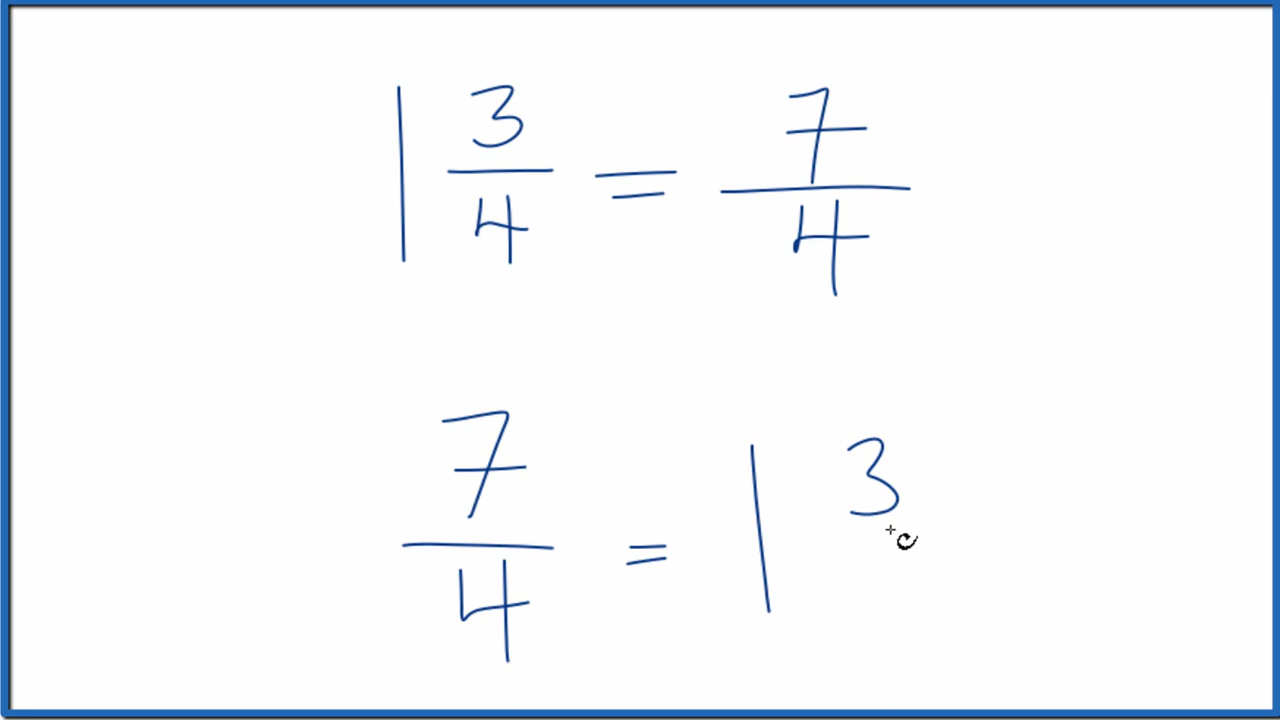 1 3/4 = 7/4
7/4 = 1 3